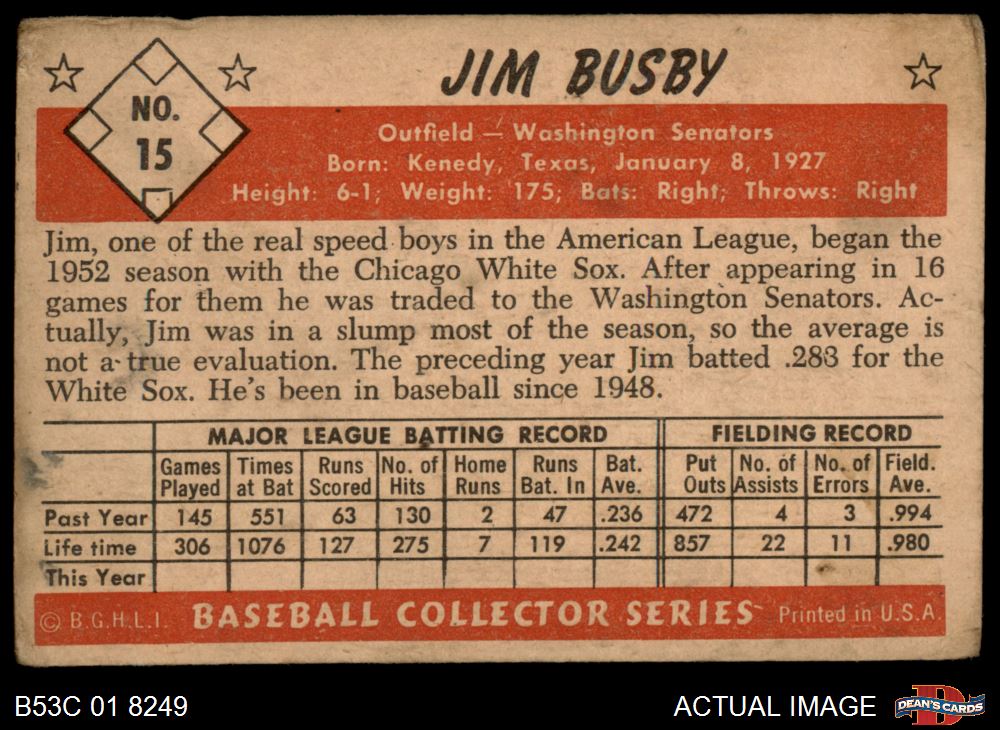 NO.
15
JIM BUSBY
Outfield — Washington Senators
Born: Kenedy, Texas, January 8, 1927
Height: 6-1; Weight: 175; Bats: Right; Throws: Right
Jim, one of the real speed boys in the American League, began the
1952 season with the Chicago White Sox. After appearing in 16
games for them he was traded to the Washington Senators. Ac-
tually, Jim was in a slump most of the season, so the average is
not a true evaluation. The preceding year Jim batted .283 for the
White Sox. He's been in baseball since 1948.
MAJOR LEAGUE BATTING RECORD FIELDING RECORD
Games Times Runs No. of Home Runs Bat. Put No. of No. of Field.
Played at Bat Scored Hits Runs Bat. In Ave. Outs Assists Errors Ave.
Past Year 145 551 63 130 2 47 .236 472 4 3 .994
Life time 306 1076 127 275 7 119 .242 857 22 11 .980
This Year
© B.G.H.L.I. BASEBALL COLLECTOR SERIES Printed in U.S.A.
B53C 01 8249 ACTUAL IMAGE DEAN'S CARDS